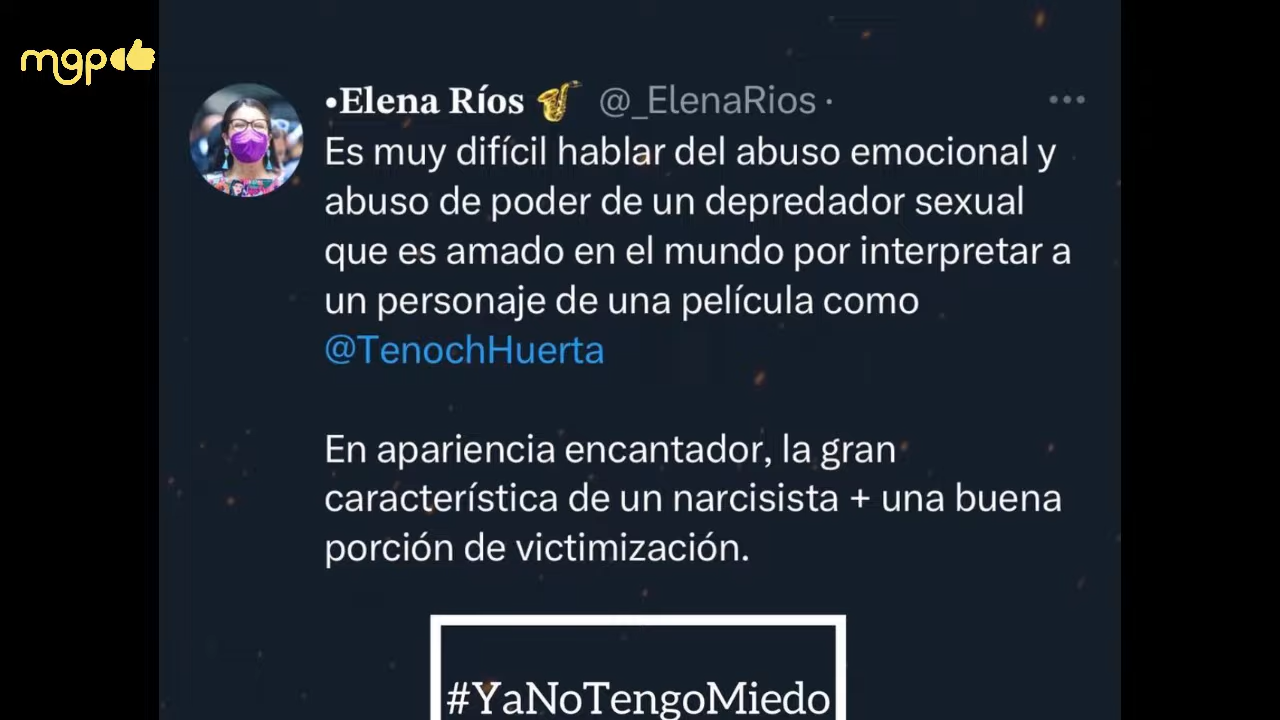 mgp
•Elena Ríos 🎷 @_ElenaRios ·
Es muy difícil hablar del abuso emocional y
abuso de poder de un depredador sexual
que es amado en el mundo por interpretar a
un personaje de una película como
@TenochHuerta
En apariencia encantador, la gran
característica de un narcisista + una buena
porción de victimización.
#YaNoTengoMiedo